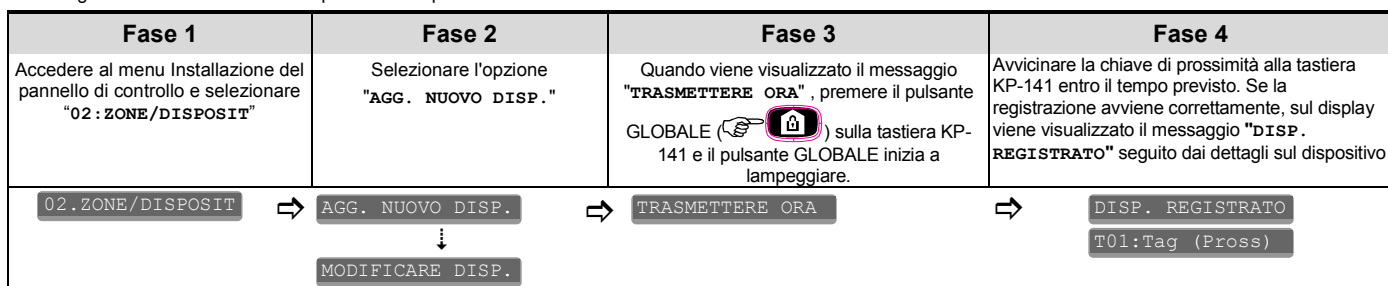 Fase 1
Fase 2
Fase 3
Fase 4
Accedere al menu Installazione del
pannello di controllo e selezionare
“02:ZONE/DISPOSIT”
Selezionare l'opzione
"AGG. NUOVO DISP."
Quando viene visualizzato il messaggio
"TRASMETTERE ORA" , premere il pulsante
GLOBALE ( ) sulla tastiera KP-
141 e il pulsante GLOBALE inizia a
lampeggiare.
Avvicinare la chiave di prossimità alla tastiera
KP-141 entro il tempo previsto. Se la
registrazione avviene correttamente, sul display
viene visualizzato il messaggio "DISP.
REGISTRATO" seguito dai dettagli sul dispositivo
02.ZONE/DISPOSIT
AGG. NUOVO DISP.
MODIFICARE DISP.
TRASMETTERE ORA
DISP. REGISTRATO
T01:Tag (Pross)